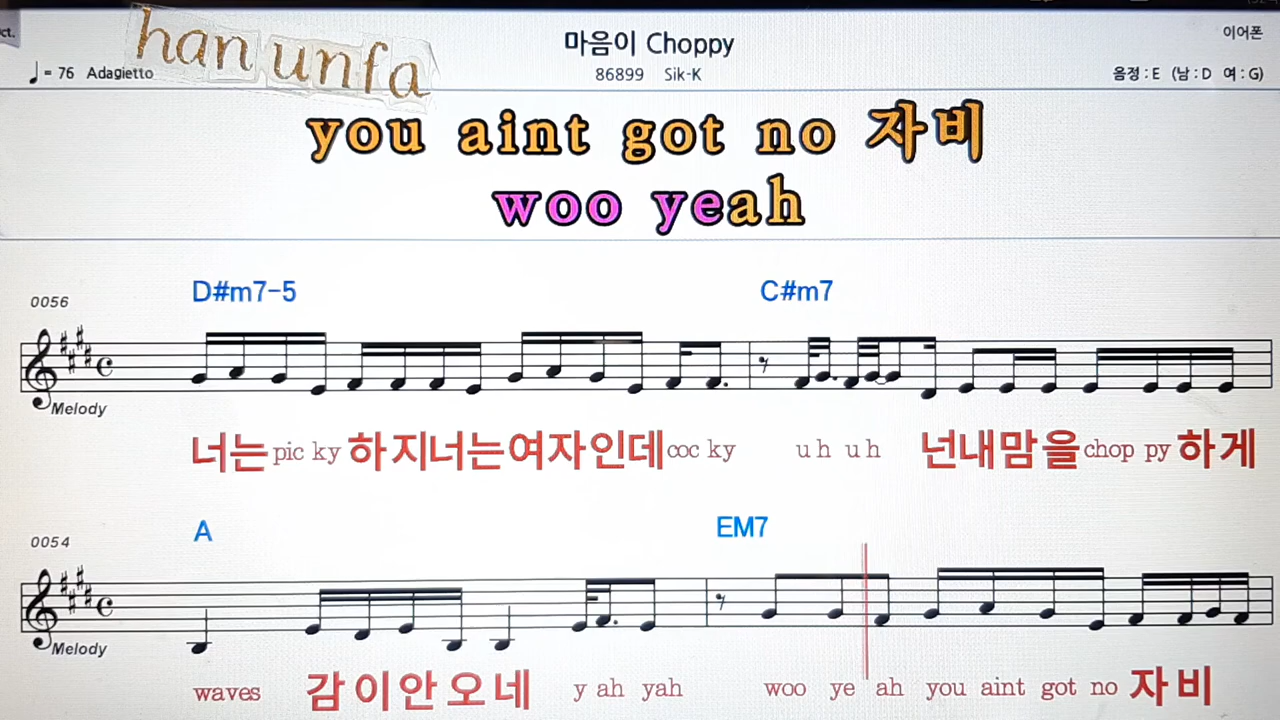 ct.
han unfa
마음이 Choppy
이어폰
♩ = 76 Adagietto
86899 Sik-K
음정 : E (남 : D 여 : G)
you aint got no 자비
woo yeah
D#m7-5 C#m7
0056
Melody
너는 pic ky 하지너는여자인데 coc ky u h u h 넌내맘을 chop py 하게
A EM7
0054
Melody
waves 감이안오네 y ah yah woo ye ah you aint got no 자비